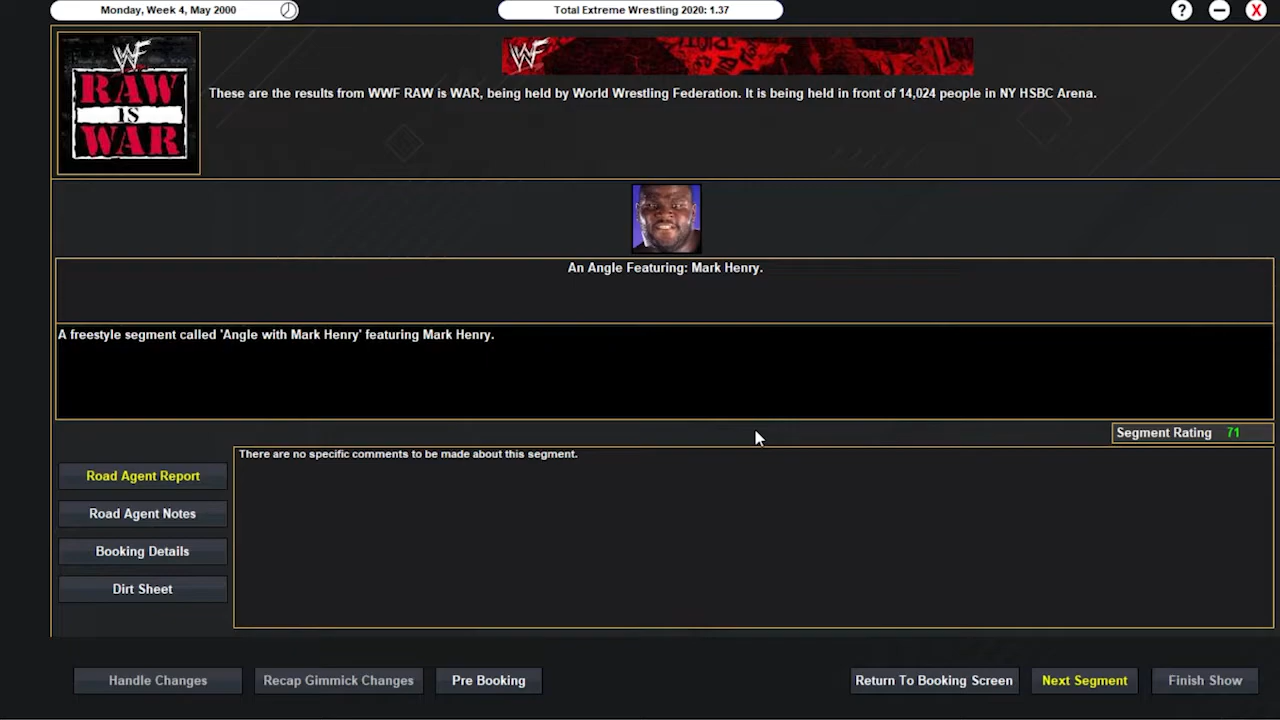 Monday, Week 4, May 2000
Total Extreme Wrestling 2020: 1.37
?
X
WF
RAW
IS
WAR
WF
These are the results from WWF RAW is WAR, being held by World Wrestling Federation. It is being held in front of 14,024 people in NY HSBC Arena.
An Angle Featuring: Mark Henry.
A freestyle segment called 'Angle with Mark Henry' featuring Mark Henry.
Segment Rating 71
There are no specific comments to be made about this segment.
Road Agent Report
Road Agent Notes
Booking Details
Dirt Sheet
Handle Changes
Recap Gimmick Changes
Pre Booking
Return To Booking Screen
Next Segment
Finish Show